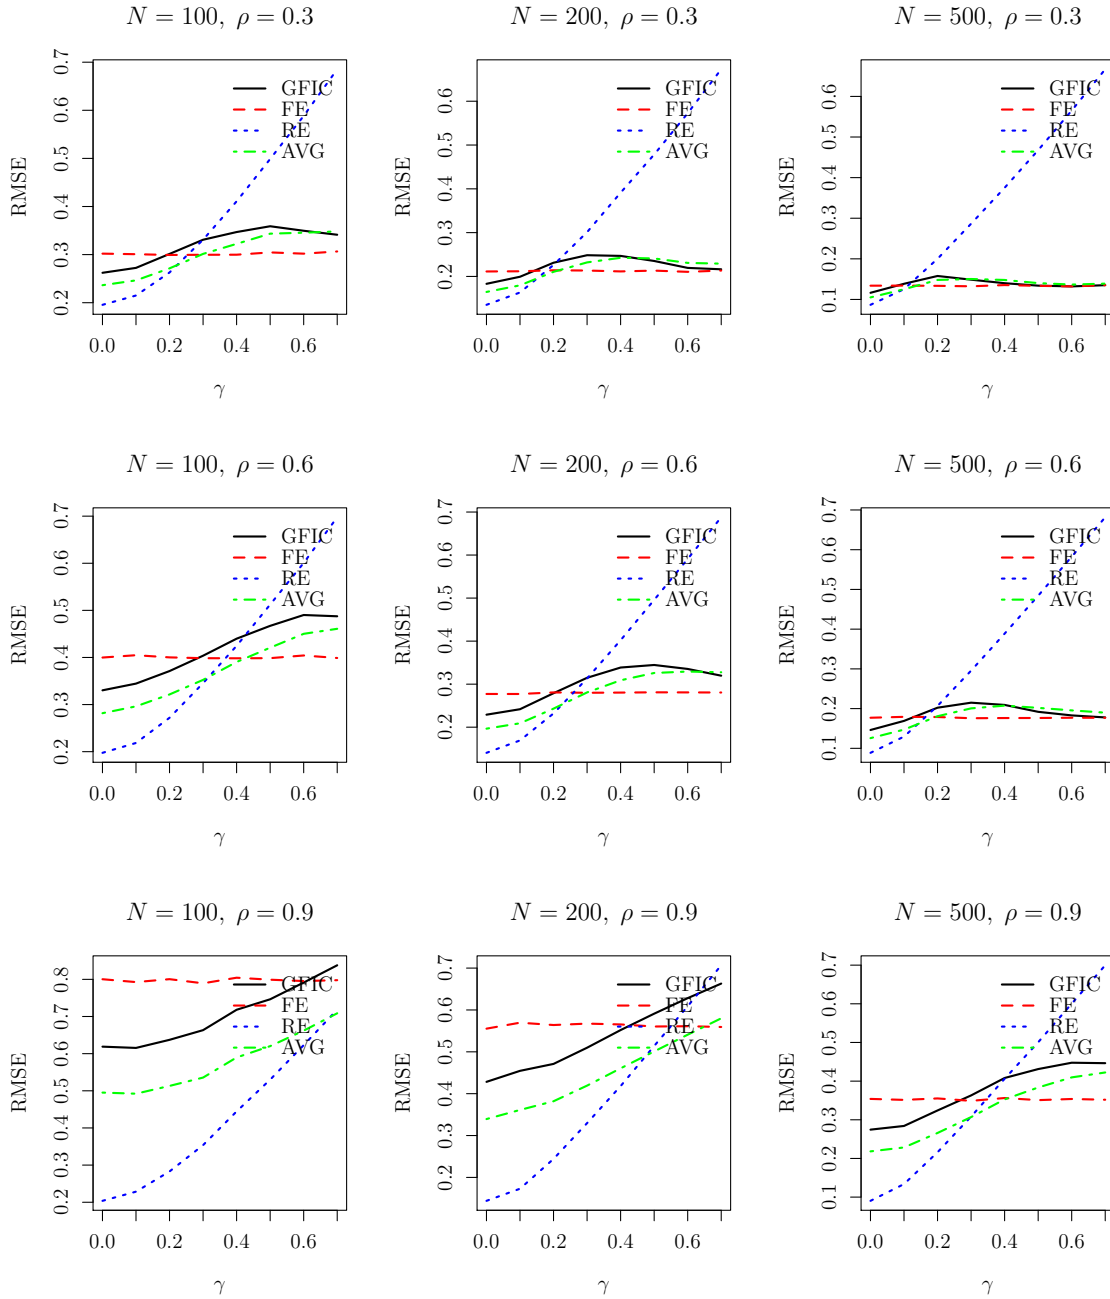 N = 100, ρ = 0.3
RMSE
0.2 0.3 0.4 0.5 0.6 0.7
GFIC
FE
RE
AVG
0.0 0.2 0.4 0.6
γ
N = 200, ρ = 0.3
RMSE
0.2 0.3 0.4 0.5 0.6
GFIC
FE
RE
AVG
0.0 0.2 0.4 0.6
γ
N = 500, ρ = 0.3
RMSE
0.1 0.2 0.3 0.4 0.5 0.6
GFIC
FE
RE
AVG
0.0 0.2 0.4 0.6
γ
N = 100, ρ = 0.6
RMSE
0.2 0.3 0.4 0.5 0.6 0.7
GFIC
FE
RE
AVG
0.0 0.2 0.4 0.6
γ
N = 200, ρ = 0.6
RMSE
0.2 0.3 0.4 0.5 0.6 0.7
GFIC
FE
RE
AVG
0.0 0.2 0.4 0.6
γ
N = 500, ρ = 0.6
RMSE
0.1 0.2 0.3 0.4 0.5 0.6 0.7
GFIC
FE
RE
AVG
0.0 0.2 0.4 0.6
γ
N = 100, ρ = 0.9
RMSE
0.2 0.3 0.4 0.5 0.6 0.7 0.8
GFIC
FE
RE
AVG
0.0 0.2 0.4 0.6
γ
N = 200, ρ = 0.9
RMSE
0.2 0.3 0.4 0.5 0.6 0.7
GFIC
FE
RE
AVG
0.0 0.2 0.4 0.6
γ
N = 500, ρ = 0.9
RMSE
0.1 0.2 0.3 0.4 0.5 0.6 0.7
GFIC
FE
RE
AVG
0.0 0.2 0.4 0.6
γ